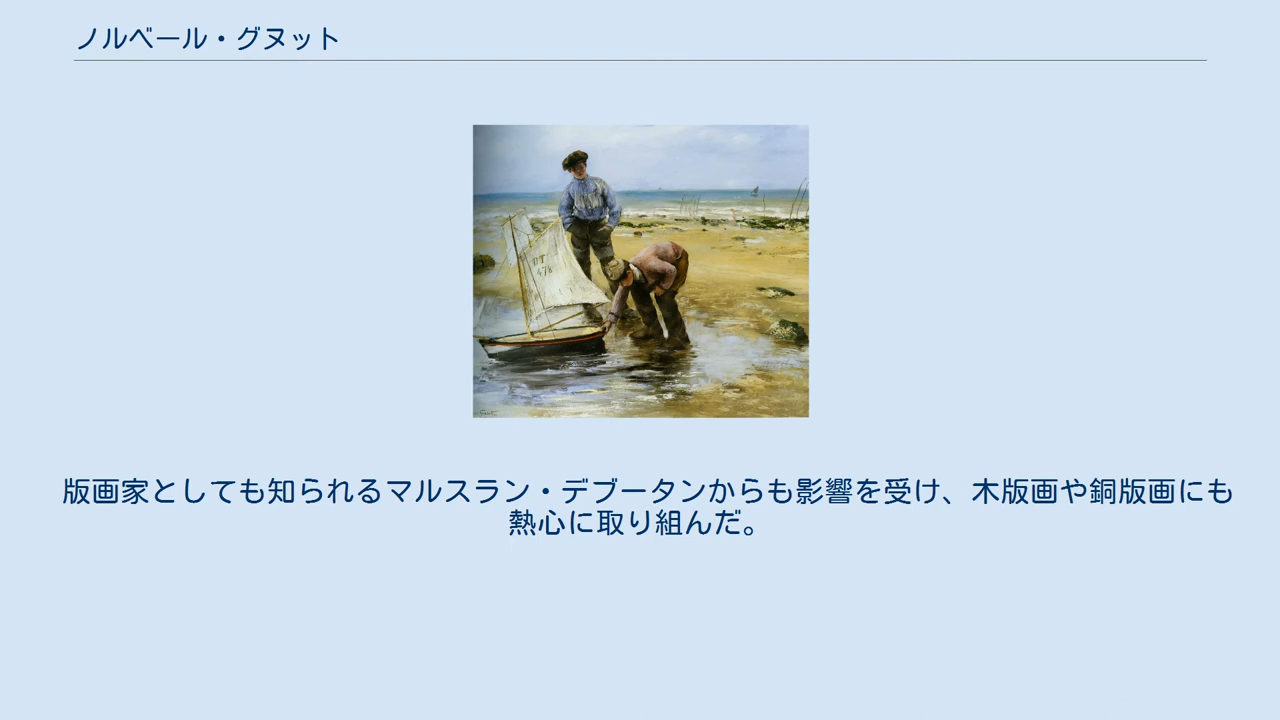 ノルベール・グヌット
版画家としても知られるマルスラン・デブータンからも影響を受け、木版画や銅版画にも
熱心に取り組んだ。